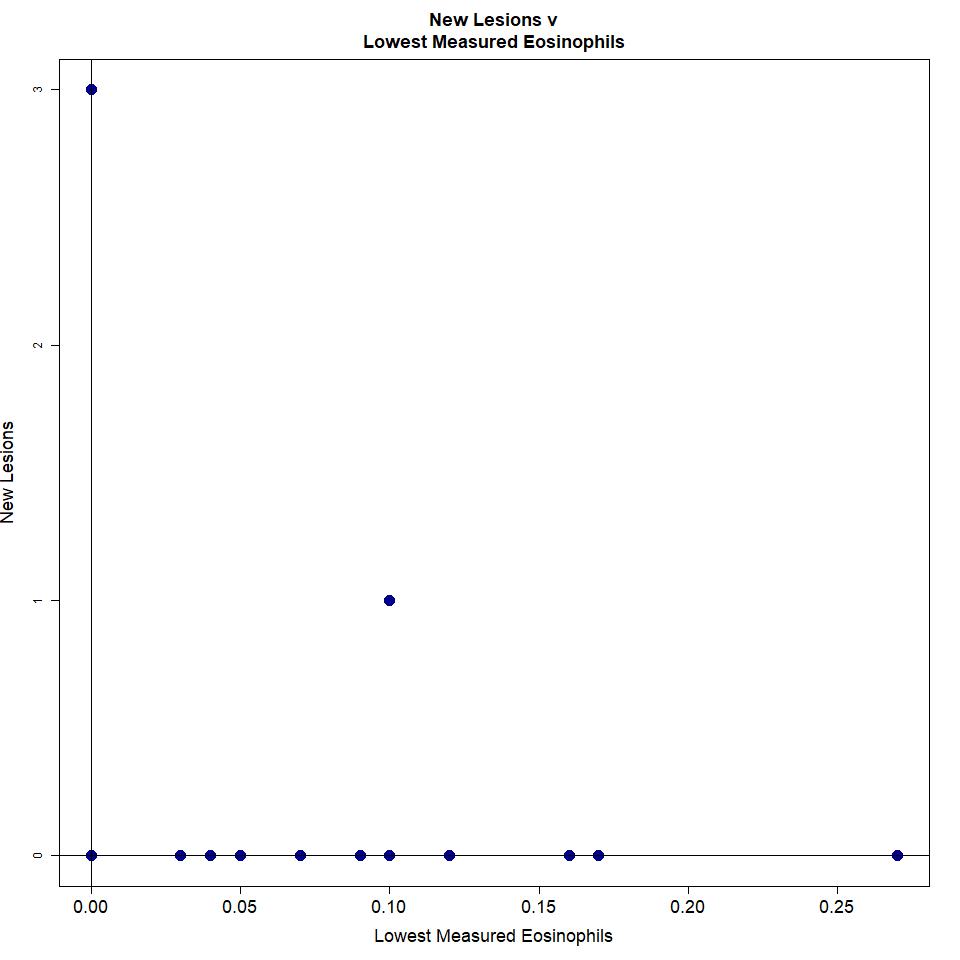 New Lesions v
Lowest Measured Eosinophils
3
2
1
0
New Lesions
0.00 0.05 0.10 0.15 0.20 0.25
Lowest Measured Eosinophils